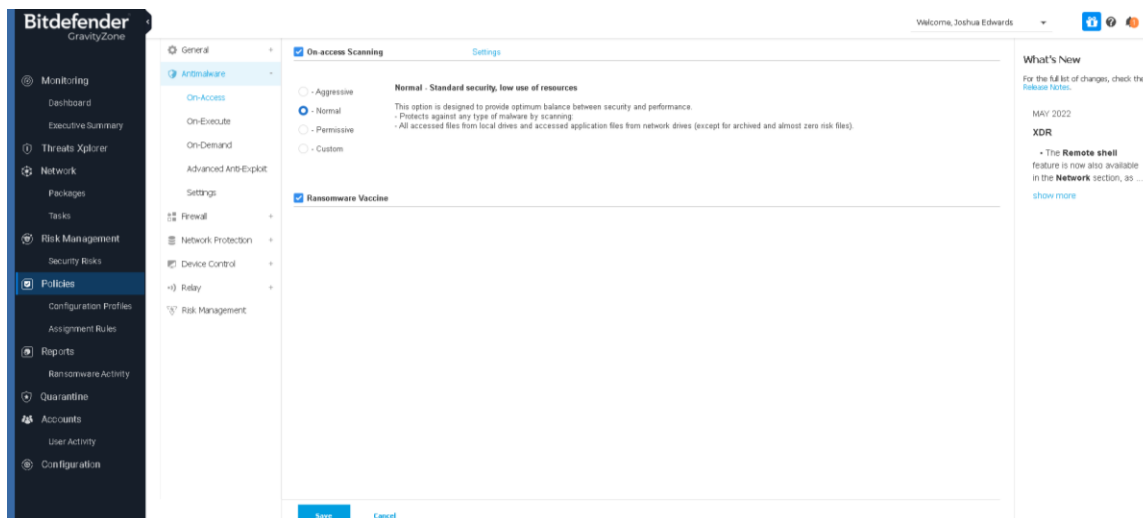 Bitdefender
GravityZone
Welcome, Joshua Edwards
Monitoring
Dashboard
Executive Summary
Threats Xplorer
Network
Packages
Tasks
Risk Management
Security Risks
Policies
Configuration Profiles
Assignment Rules
Reports
Ransomware Activity
Quarantine
Accounts
User Activity
Configuration
General +
Antimalware -
On-Access
On-Execute
On-Demand
Advanced Anti-Exploit
Settings
Firewall +
Network Protection +
Device Control +
Relay +
Risk Management
On-access Scanning Settings
- Aggressive
- Normal
- Permissive
- Custom
Normal - Standard security, low use of resources
This option is designed to provide optimum balance between security and performance.
- Protects against any type of malware by scanning:
- All accessed files from local drives and accessed application files from network drives (except for archived and almost zero risk files).
Ransomware Vaccine
Save Cancel
What's New
For the full list of changes, check the
Release Notes.
MAY 2022
XDR
• The Remote shell
feature is now also available
in the Network section, as ...
show more